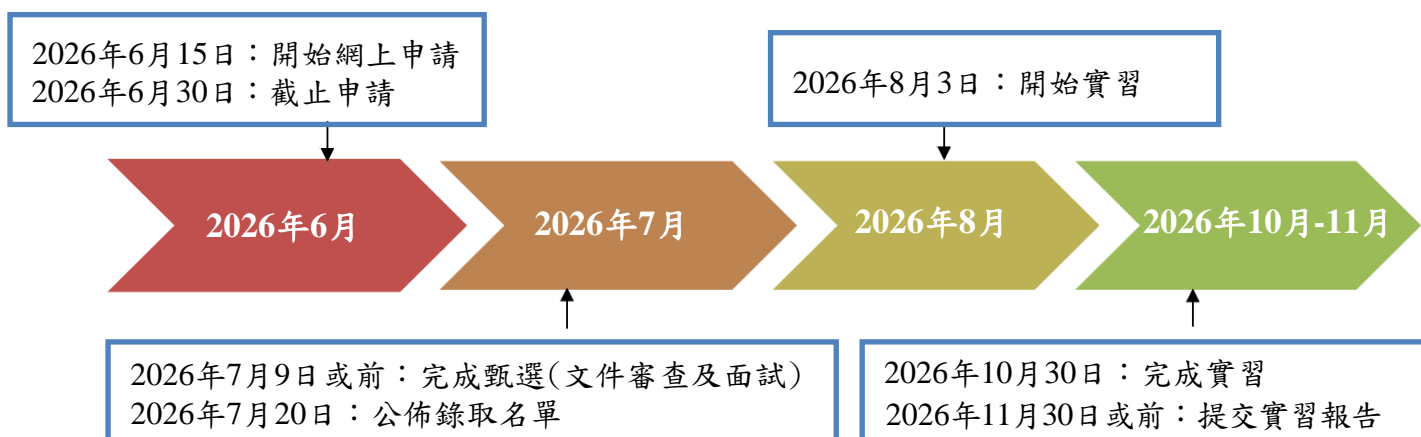 2026年6月15日：開始網上申請
2026年6月30日：截止申請
2026年8月3日：開始實習
2026年6月
2026年7月
2026年8月
2026年10月-11月
2026年7月9日或前：完成甄選(文件審查及面試)
2026年7月20日：公佈錄取名單
2026年10月30日：完成實習
2026年11月30日或前：提交實習報告